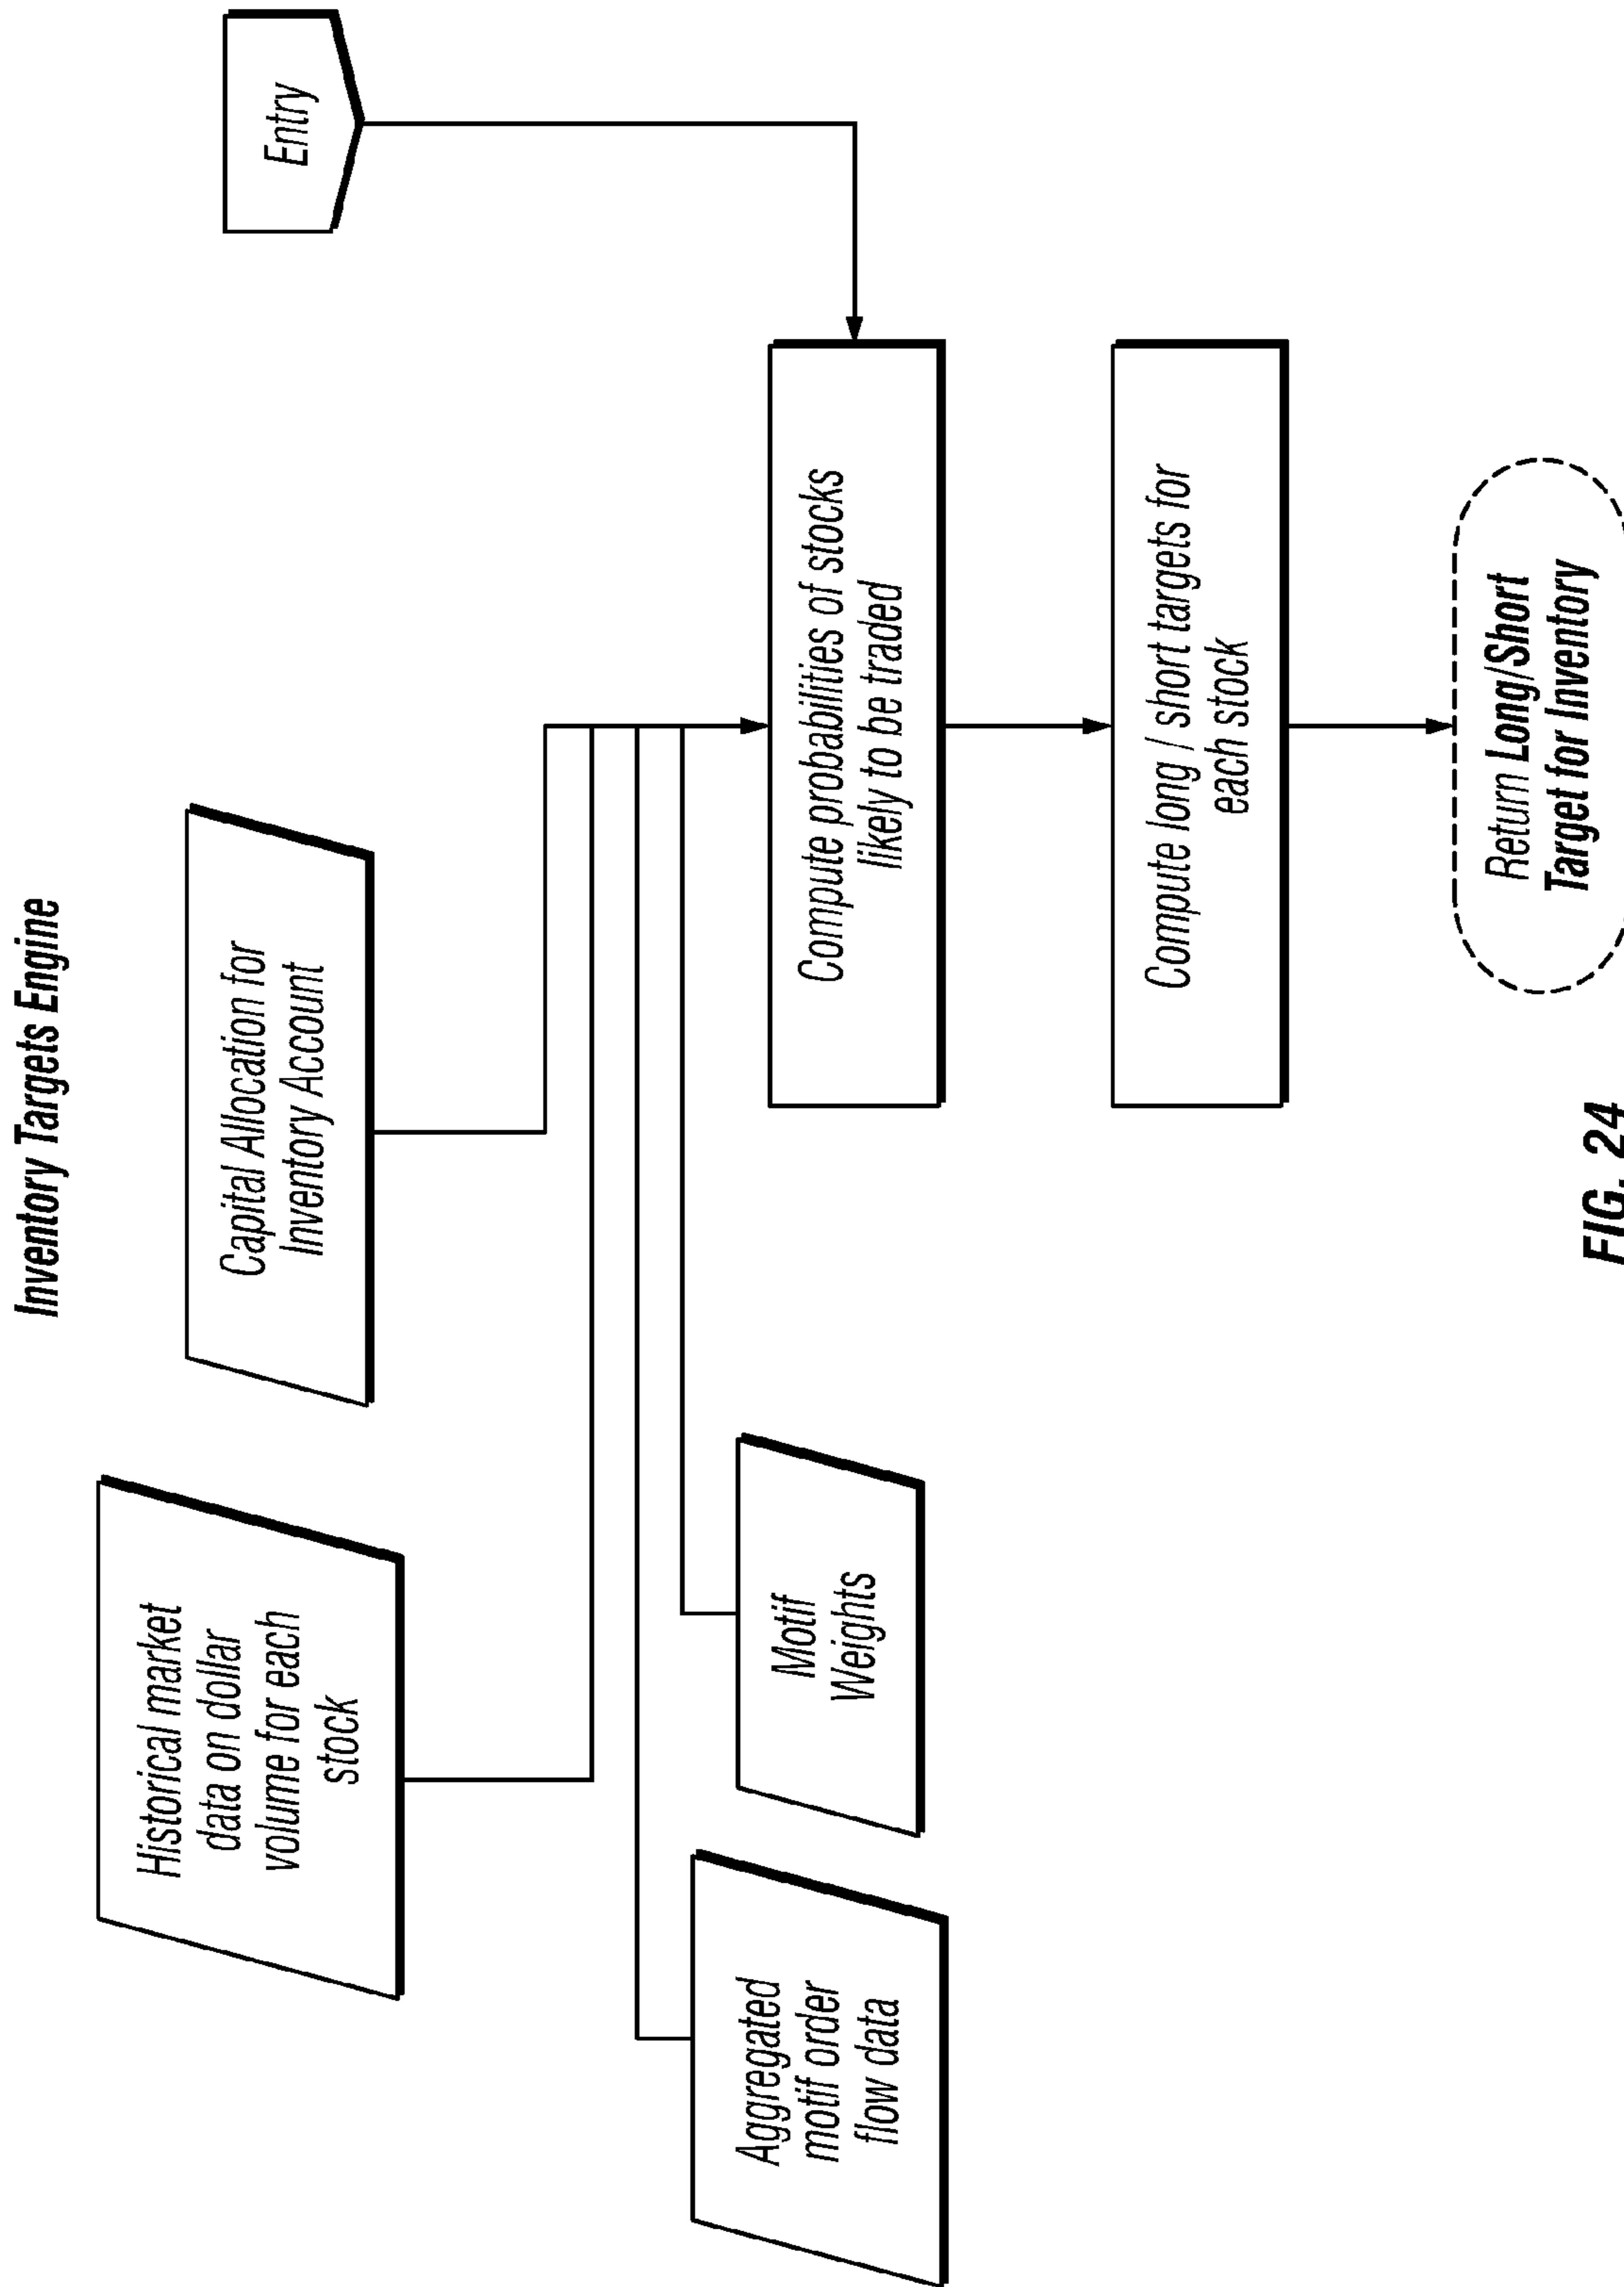 Inventory Targets Engine
Historical market
data on dollar
volume for each
stock
Capital Allocation for
Inventory Account
Entry
Aggregated
motif order
flow data
Motif
Weights
Compute probabilities of stocks
likely to be traded
Compute long / short targets for
each stock
Return Long/Short
Target for Inventory
FIG. 24